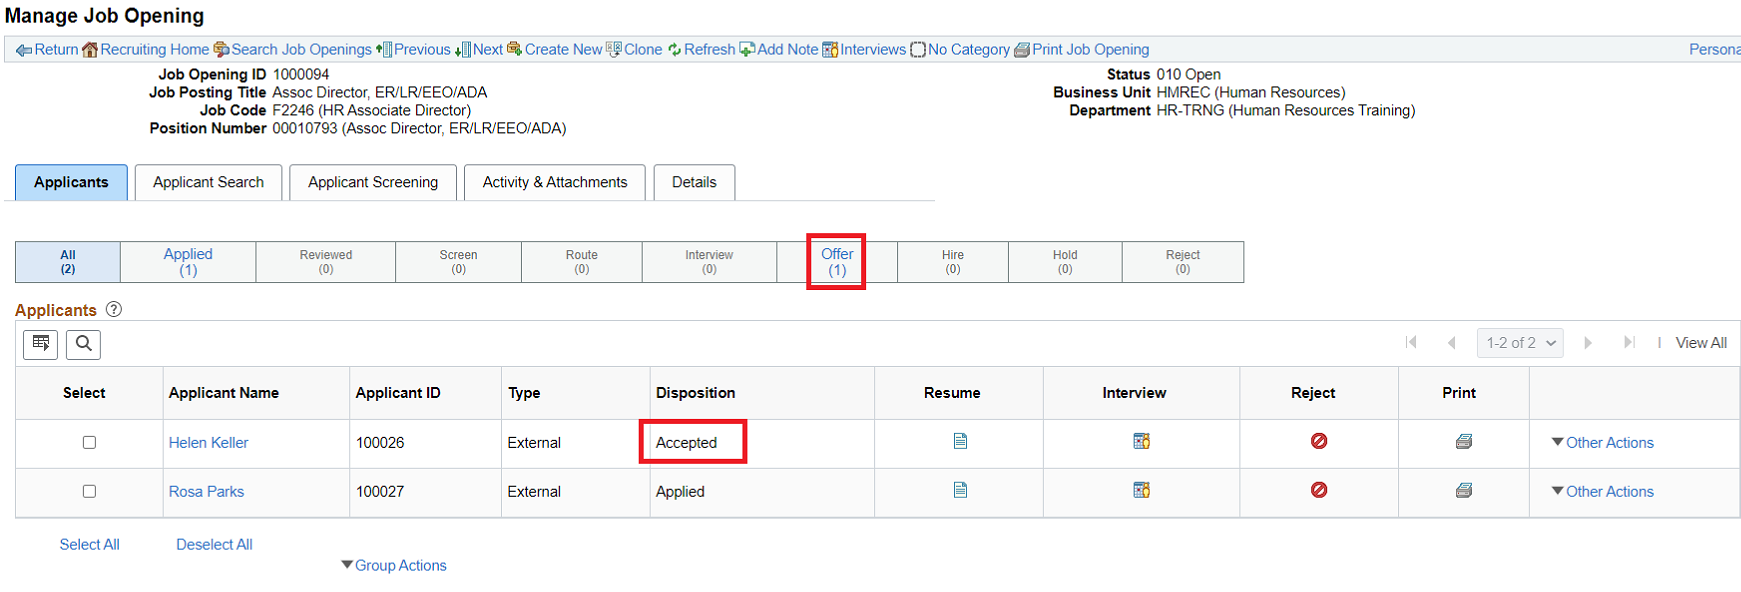 Manage Job Opening
Return Recruiting Home Search Job Openings Previous Next Create New Clone Refresh Add Note Interviews No Category Print Job Opening Persona
Job Opening ID 1000094 Status 010 Open
Job Posting Title Assoc Director, ER/LR/EEO/ADA Business Unit HMREC (Human Resources)
Job Code F2246 (HR Associate Director) Department HR-TRNG (Human Resources Training)
Position Number 00010793 (Assoc Director, ER/LR/EEO/ADA)
Applicants Applicant Search Applicant Screening Activity & Attachments Details
All Applied Reviewed Screen Route Interview Offer Hire Hold Reject
(2) (1) (0) (0) (0) (0) (1) (0) (0) (0)
Applicants ?
1-2 of 2 View All
Select Applicant Name Applicant ID Type Disposition Resume Interview Reject Print
Helen Keller 100026 External Accepted Other Actions
Rosa Parks 100027 External Applied Other Actions
Select All Deselect All
Group Actions